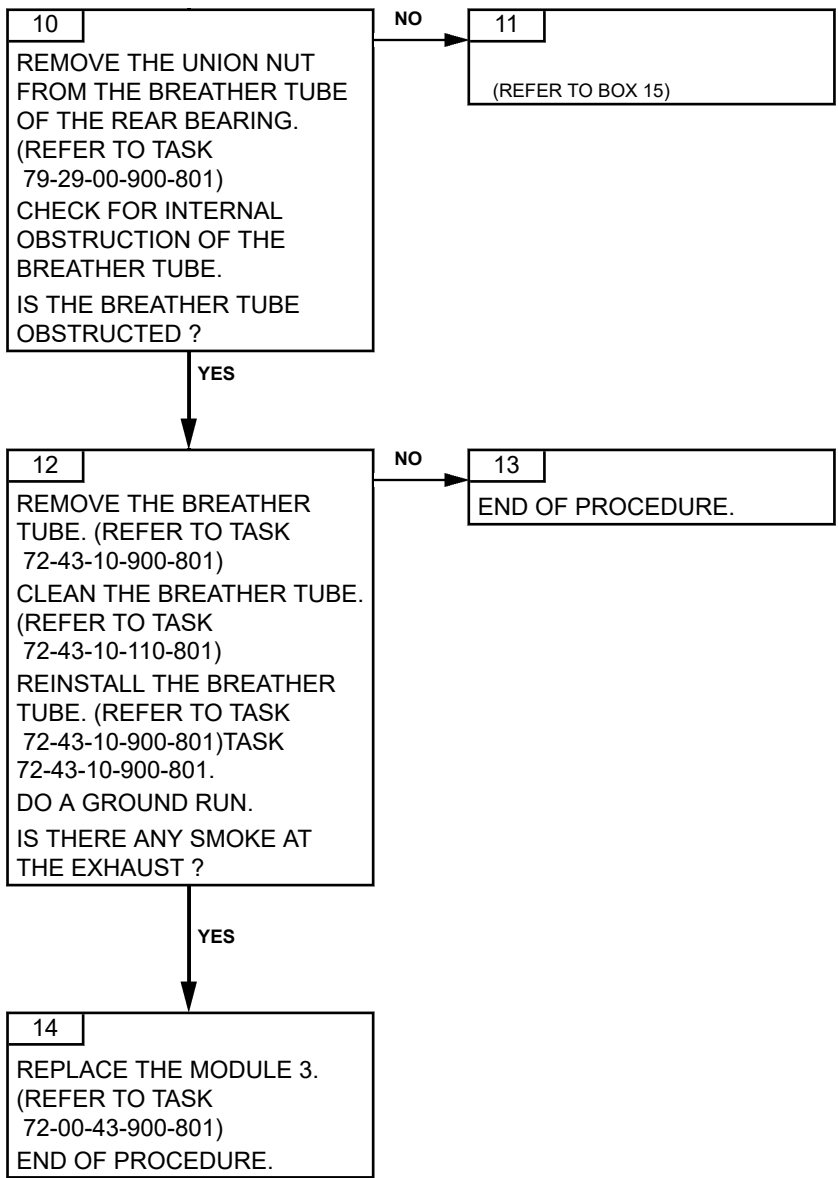 10
REMOVE THE UNION NUT
FROM THE BREATHER TUBE
OF THE REAR BEARING.
(REFER TO TASK
79-29-00-900-801)
CHECK FOR INTERNAL
OBSTRUCTION OF THE
BREATHER TUBE.
IS THE BREATHER TUBE
OBSTRUCTED ?
NO
11
(REFER TO BOX 15)
YES
12
REMOVE THE BREATHER
TUBE. (REFER TO TASK
72-43-10-900-801)
CLEAN THE BREATHER TUBE.
(REFER TO TASK
72-43-10-110-801)
REINSTALL THE BREATHER
TUBE. (REFER TO TASK
72-43-10-900-801)TASK
72-43-10-900-801.
DO A GROUND RUN.
IS THERE ANY SMOKE AT
THE EXHAUST ?
NO
13
END OF PROCEDURE.
YES
14
REPLACE THE MODULE 3.
(REFER TO TASK
72-00-43-900-801)
END OF PROCEDURE.